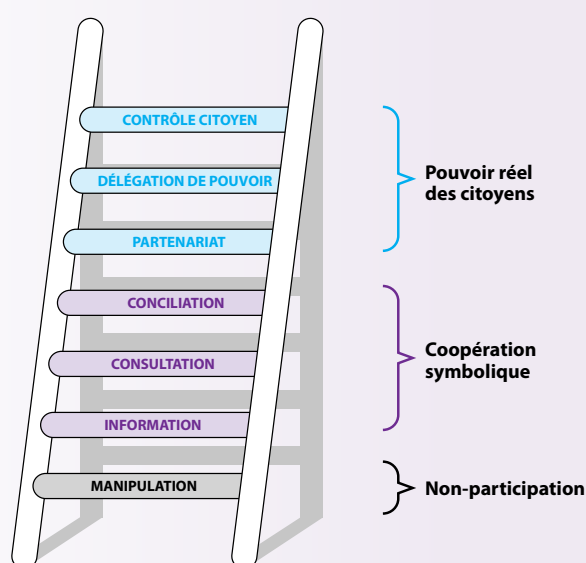 CONTRÔLE CITOYEN
DÉLÉGATION DE POUVOIR
PARTENARIAT
Pouvoir réel
des citoyens
CONCILIATION
CONSULTATION
INFORMATION
Coopération
symbolique
MANIPULATION
Non-participation